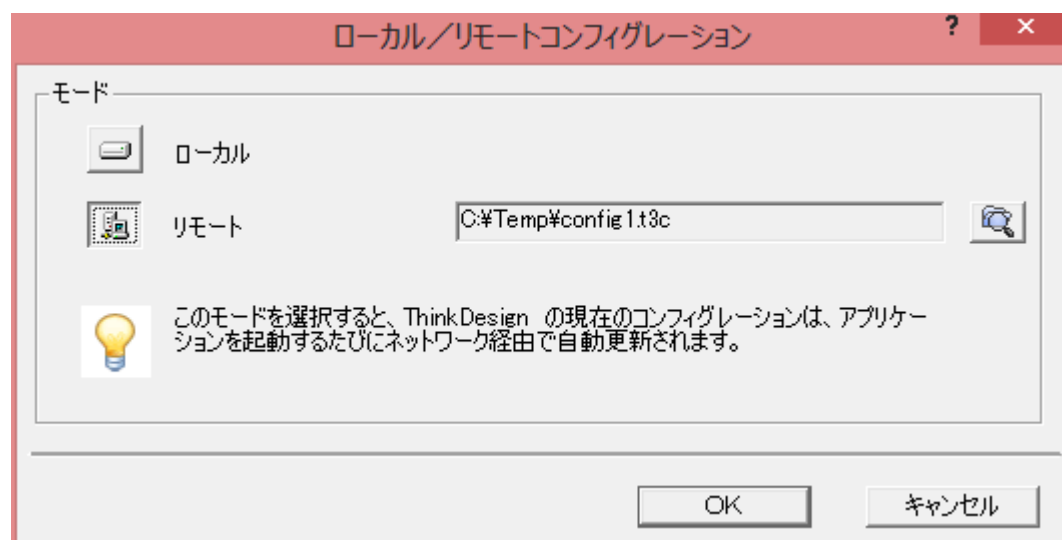 ローカル／リモートコンフィグレーション
?
×
モード
ローカル
リモート
C:¥Temp¥config1.t3c
このモードを選択すると、ThinkDesign の現在のコンフィグレーションは、アプリケー
ションを起動するたびにネットワーク経由で自動更新されます。
OK
キャンセル